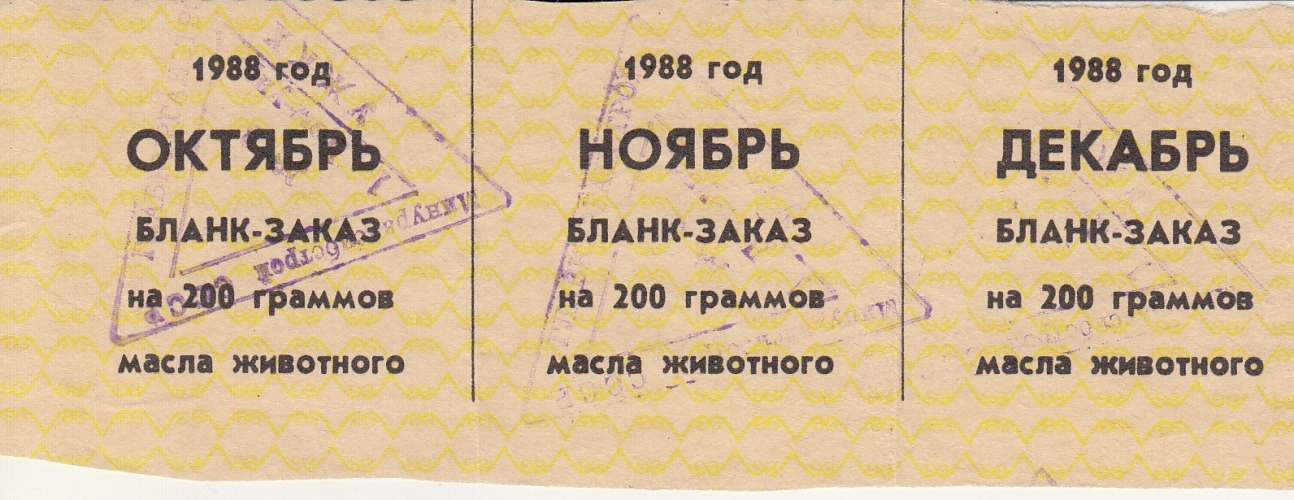 1988 год
ОКТЯБРЬ
БЛАНК-ЗАКАЗ
на 200 граммов
масла животного
1988 год
НОЯБРЬ
БЛАНК-ЗАКАЗ
на 200 граммов
масла животного
1988 год
ДЕКАБРЬ
БЛАНК-ЗАКАЗ
на 200 граммов
масла животного